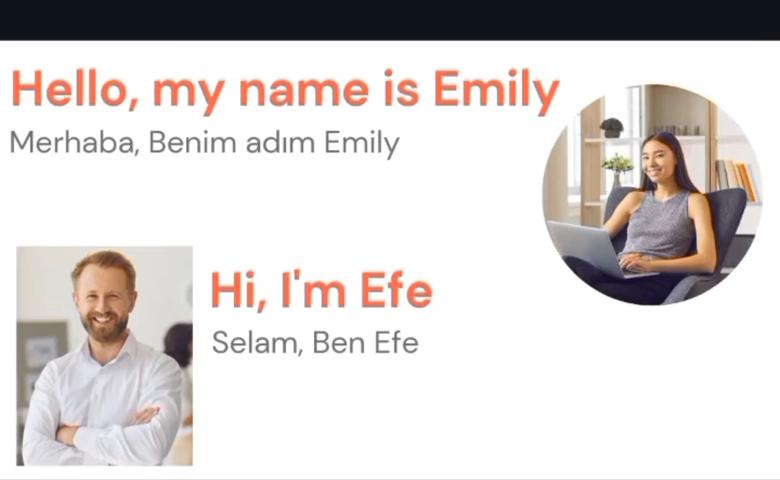 Hello, my name is Emily
Merhaba, Benim adım Emily
Hi, I'm Efe
Selam, Ben Efe